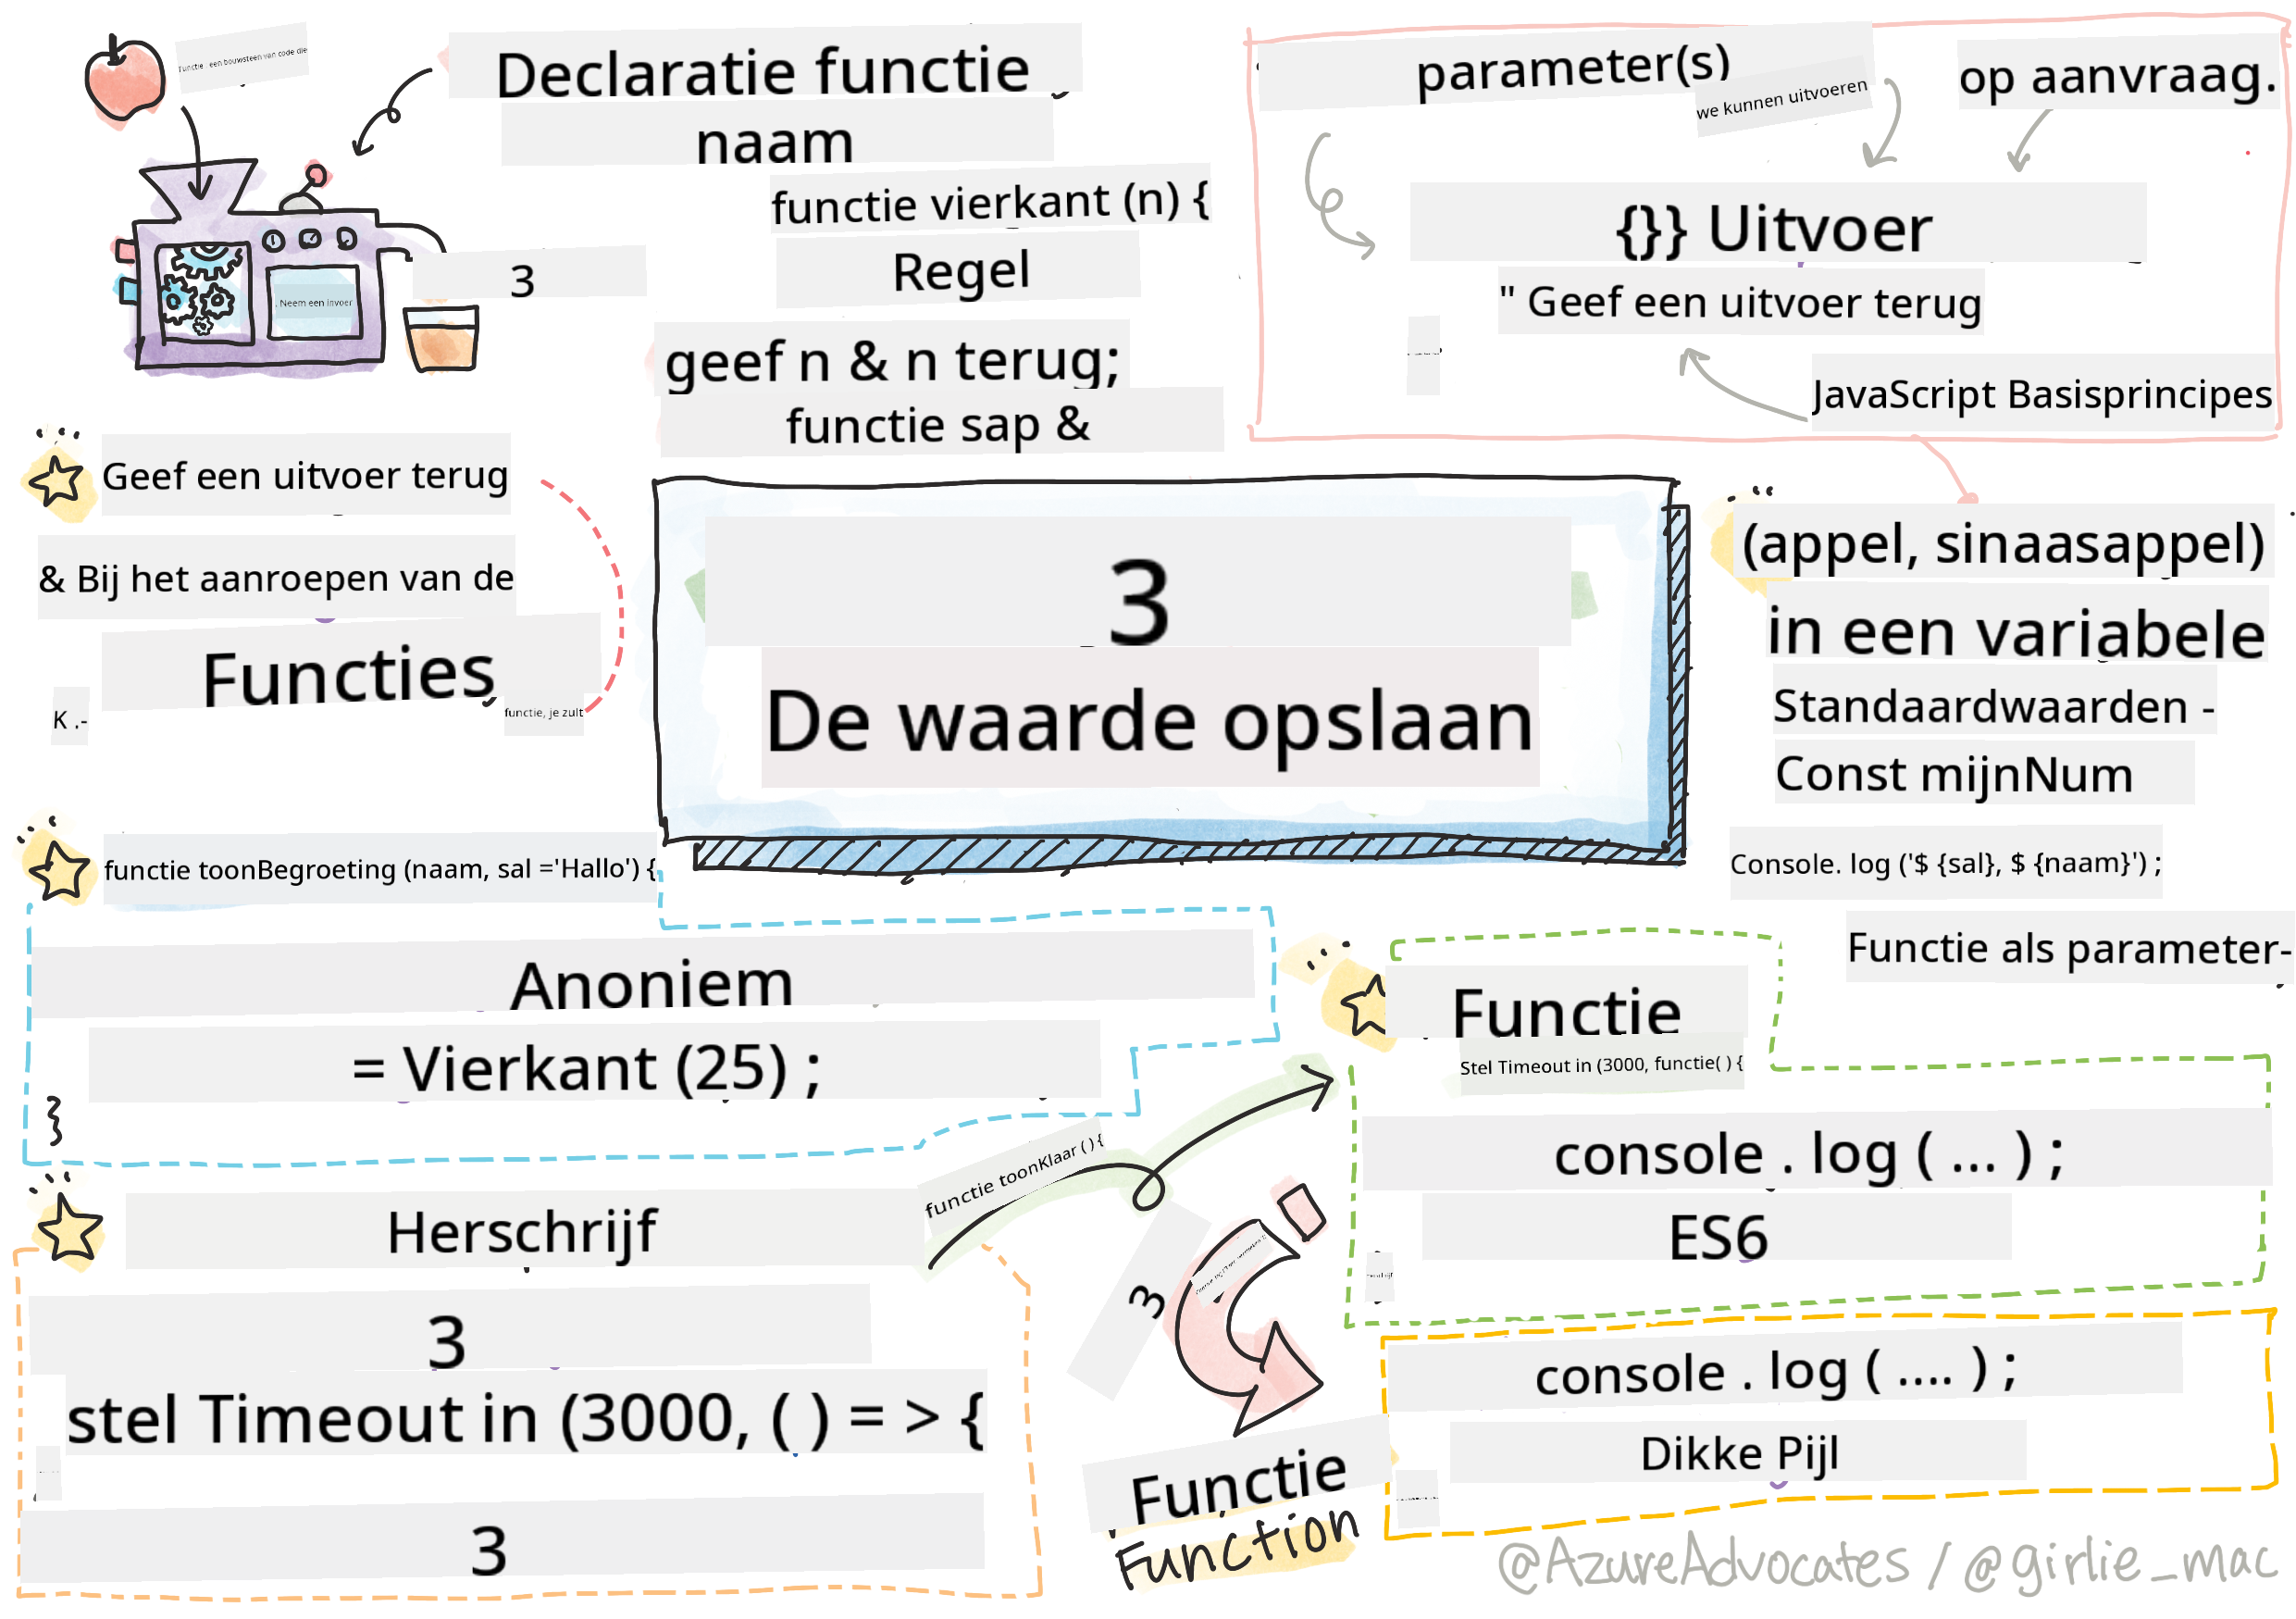 functie - een bouwsteen van code die
Declaratie functie
naam
functie vierkant (n) {
Regel
geef n & n terug;
functie sap &
3
. Neem een invoer
parameter(s)
we kunnen uitvoeren
op aanvraag.
{}} Uitvoer
" Geef een uitvoer terug
JavaScript Basisprincipes
Geef een uitvoer terug
& Bij het aanroepen van de
Functies
K .-
functie, je zult
3
De waarde opslaan
(appel, sinaasappel)
in een variabele
Standaardwaarden -
Const mijnNum
Console. log ('$ {sal}, $ {naam}') ;
Functie als parameter-
functie toonBegroeting (naam, sal ='Hallo') {
Anoniem
= Vierkant (25) ;
}
Functie
Stel Timeout in (3000, functie( ) {
console . log ( ... ) ;
ES6
Herschrijf
functie toonKlaar ( ) {
3
stel Timeout in (3000, ( ) = > {
3
3
Functie
Function
console . log ( .... ) ;
Dikke Pijl
@AzureAdvocates / @girlie_mac